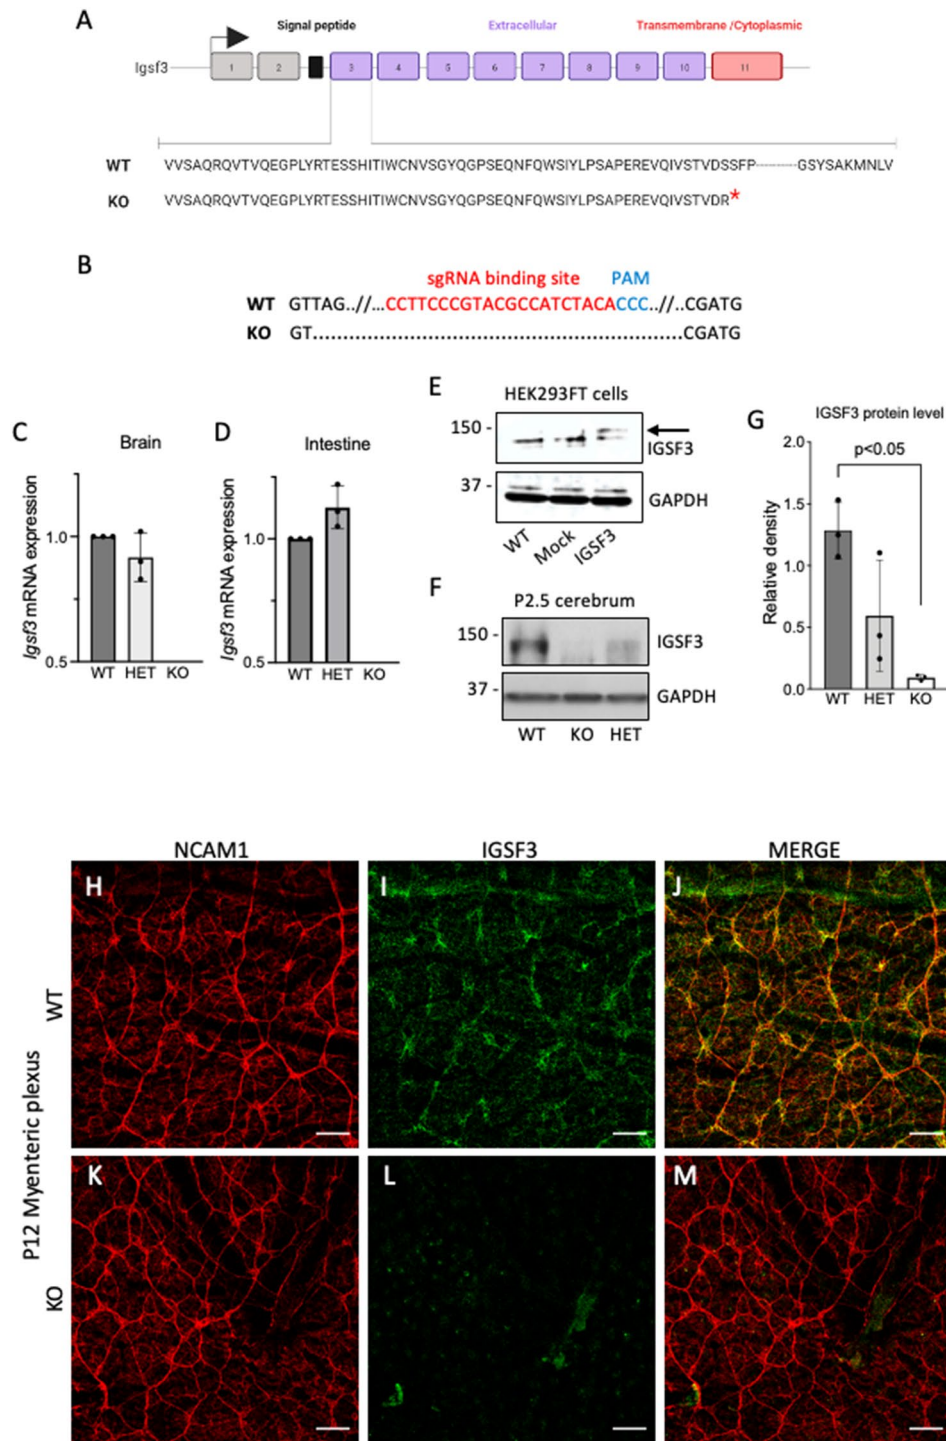 A
Signal peptide Extracellular Transmembrane /Cytoplasmic
Igsf3 1 2 3 4 5 6 7 8 9 10 11
WT VVSAQRQVTVQEGPLYRTESSHITIWCNVSGYQGPSEQNFQWSIYLPSAPEREVQIVSTVDSSFP----------GSYSAKMNLV
KO VVSAQRQVTVQEGPLYRTESSHITIWCNVSGYQGPSEQNFQWSIYLPSAPEREVQIVSTVDR*
B
sgRNA binding site PAM
WT GTTAG..//...CCTTCCCGTACGCCATCTACACCC..//..CGATG
KO GT..............................................................CGATG
C
Brain
Igsf3 mRNA expression
1.0
0.5
WT HET KO
D
Intestine
Igsf3 mRNA expression
1.0
0.5
WT HET KO
E
HEK293FT cells
150 -
IGSF3
37 -
GAPDH
WT Mock IGSF3
F
P2.5 cerebrum
150 -
IGSF3
37 -
GAPDH
WT KO HET
G
IGSF3 protein level
p<0.05
Relative density
2.0
1.5
1.0
0.5
0.0
WT HET KO
NCAM1 IGSF3 MERGE
P12 Myenteric plexus
WT
H I J
KO
K L M